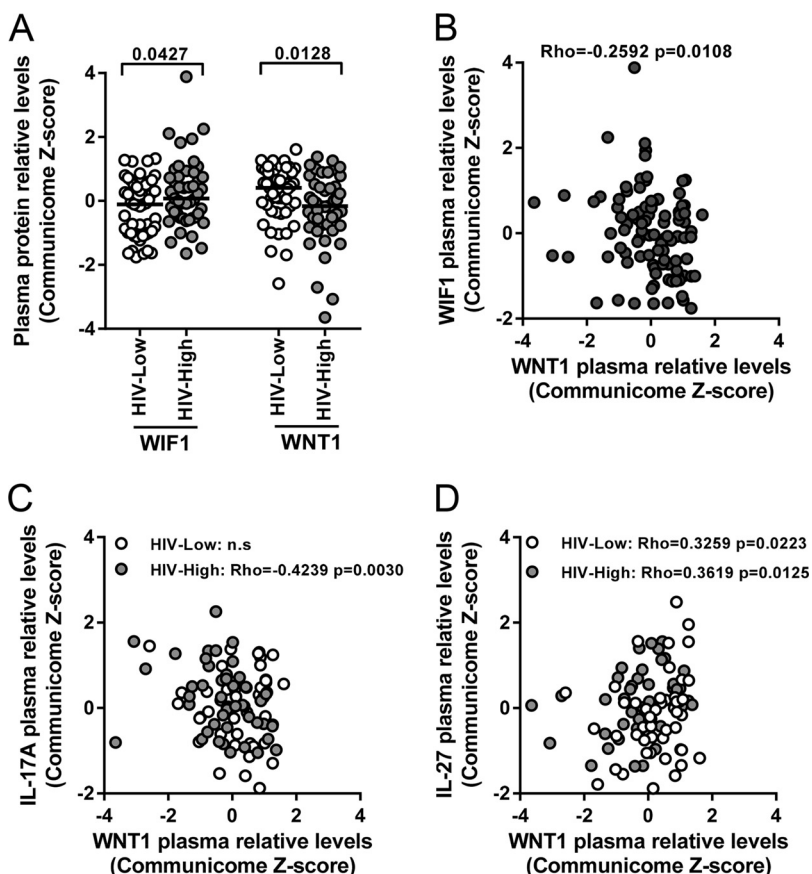 A
0.0427
0.0128
Plasma protein relative levels
(Communicome Z-score)
4
2
0
-2
-4
HIV-Low
HIV-High
HIV-Low
HIV-High
WIF1
WNT1
B
Rho=-0.2592 p=0.0108
WIF1 plasma relative levels
(Communicome Z-score)
4
2
0
-2
-4
-2
0
2
4
WNT1 plasma relative levels
(Communicome Z-score)
C
HIV-Low: n.s
HIV-High: Rho=-0.4239 p=0.0030
IL-17A plasma relative levels
(Communicome Z-score)
4
2
0
-2
-4
-2
0
2
4
WNT1 plasma relative levels
(Communicome Z-score)
D
HIV-Low: Rho=0.3259 p=0.0223
HIV-High: Rho=0.3619 p=0.0125
IL-27 plasma relative levels
(Communicome Z-score)
4
2
0
-2
-4
-2
0
2
4
WNT1 plasma relative levels
(Communicome Z-score)